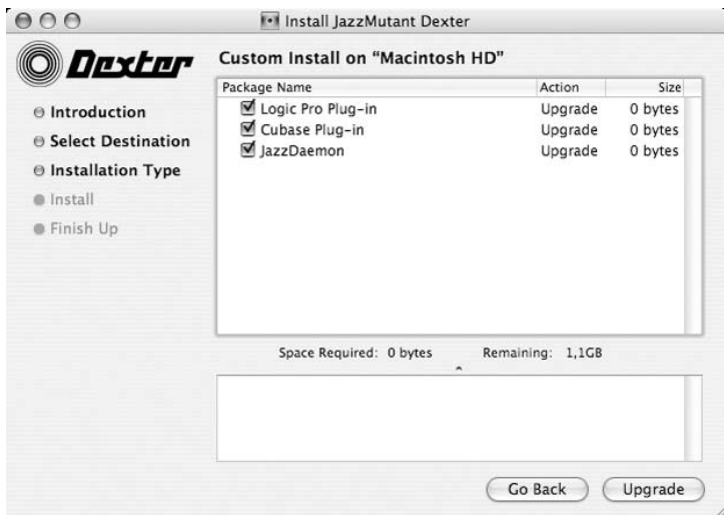 Install JazzMutant Dexter
Dexter
Introduction
Select Destination
Installation Type
Install
Finish Up
Custom Install on “Macintosh HD”
Package Name Action Size
Logic Pro Plug-in Upgrade 0 bytes
Cubase Plug-in Upgrade 0 bytes
JazzDaemon Upgrade 0 bytes
Space Required: 0 bytes Remaining: 1,1GB
Go Back Upgrade